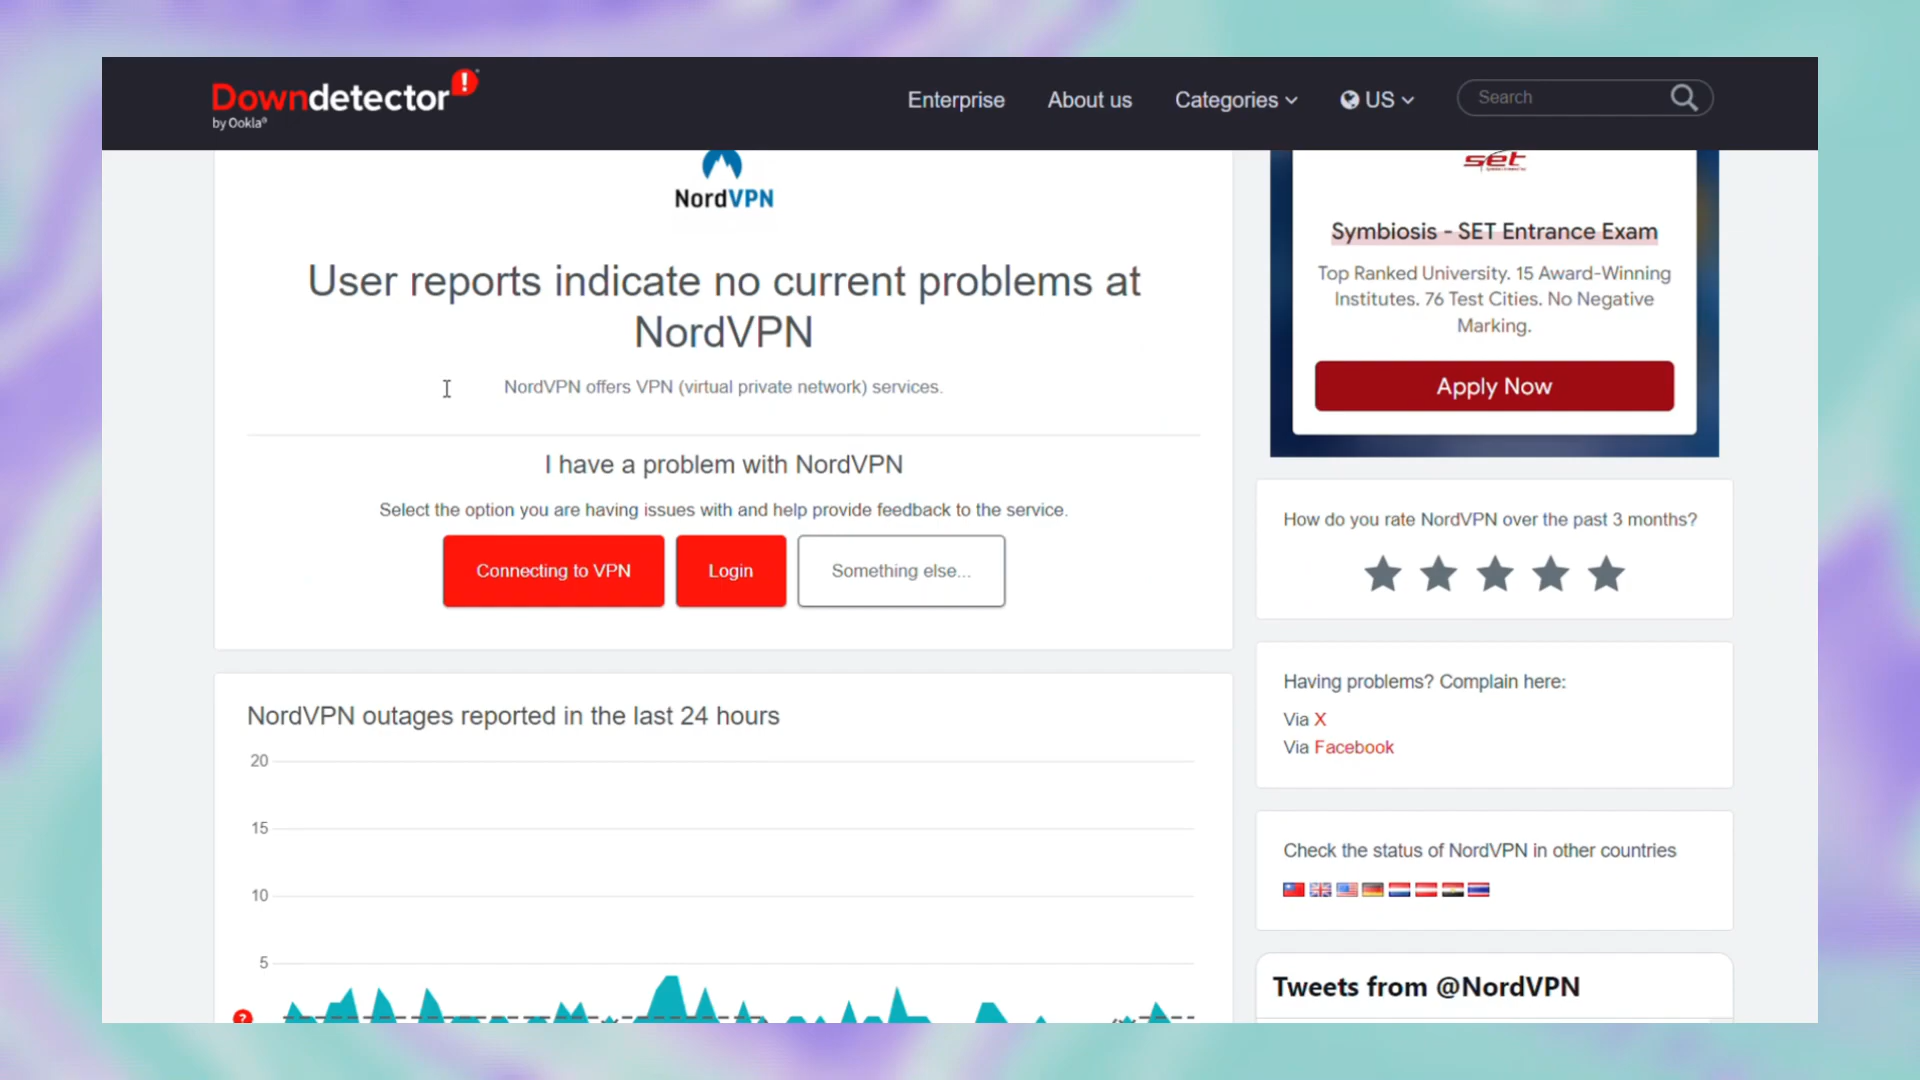 Downdetector
by Ookla®
Enterprise
About us
Categories
US
Search
NordVPN
User reports indicate no current problems at
NordVPN
NordVPN offers VPN (virtual private network) services.
I have a problem with NordVPN
Select the option you are having issues with and help provide feedback to the service.
Connecting to VPN
Login
Something else...
NordVPN outages reported in the last 24 hours
20
15
10
5
?
set
Symbiosis - SET Entrance Exam
Top Ranked University. 15 Award-Winning
Institutes. 76 Test Cities. No Negative
Marking.
Apply Now
How do you rate NordVPN over the past 3 months?
Having problems? Complain here:
Via X
Via Facebook
Check the status of NordVPN in other countries
Tweets from @NordVPN